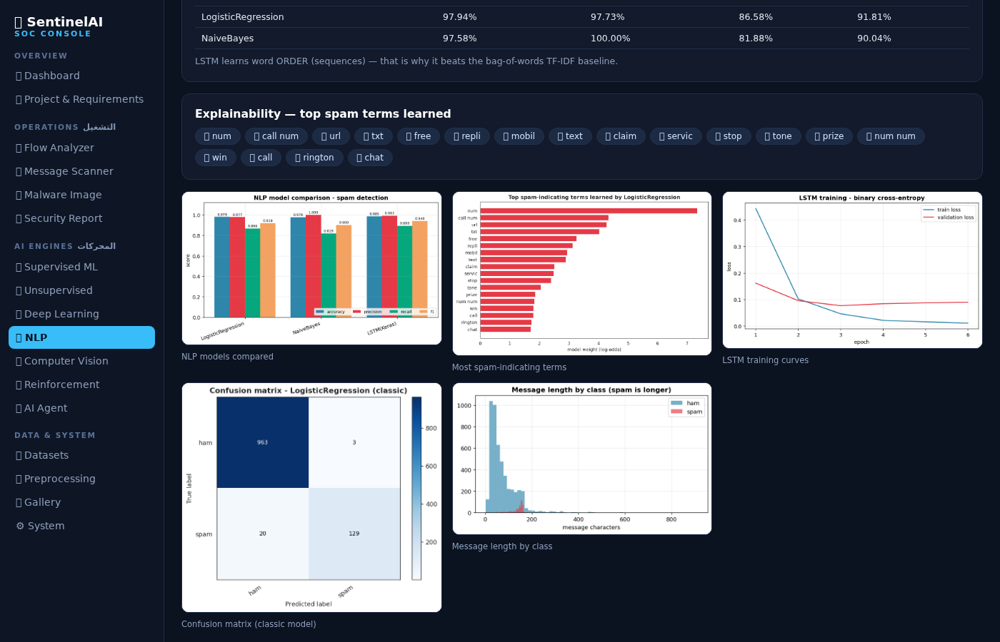 SentinelAI
SOC CONSOLE
OVERVIEW
Dashboard
Project & Requirements
OPERATIONS التشغيل
Flow Analyzer
Message Scanner
Malware Image
Security Report
AI ENGINES المحركات
Supervised ML
Unsupervised
Deep Learning
NLP
Computer Vision
Reinforcement
AI Agent
DATA & SYSTEM
Datasets
Preprocessing
Gallery
⚙ System
LogisticRegression 97.94% 97.73% 86.58% 91.81%
NaiveBayes 97.58% 100.00% 81.88% 90.04%
LSTM learns word ORDER (sequences) — that is why it beats the bag-of-words TF-IDF baseline.
Explainability — top spam terms learned
num call num url txt free repli mobil text claim servic stop tone prize num num
win call rington chat
NLP model comparison - spam detection
score
1.0
0.8
0.6
0.4
0.2
0.0
0.979 0.977 0.866 0.918
0.976 1.000 0.819 0.900
0.985 0.993 0.893 0.940
accuracy precision recall f1
LogisticRegression NaiveBayes LSTM(Keras)
NLP models compared
Top spam-indicating terms learned by LogisticRegression
num
call num
url
txt
free
repli
mobil
text
claim
servic
stop
tone
prize
num num
win
call
rington
chat
0 1 2 3 4 5 6 7
model weight (log-odds)
Most spam-indicating terms
LSTM training - binary cross-entropy
train loss
validation loss
loss
0.4
0.3
0.2
0.1
0.0
1 2 3 4 5 6
epoch
LSTM training curves
Confusion matrix - LogisticRegression (classic)
True label
ham 963 3
spam 20 129
800
600
400
200
ham spam
Predicted label
Confusion matrix (classic model)
Message length by class (spam is longer)
ham
spam
1000
800
600
400
200
0
0 200 400 600 800
message characters
Message length by class